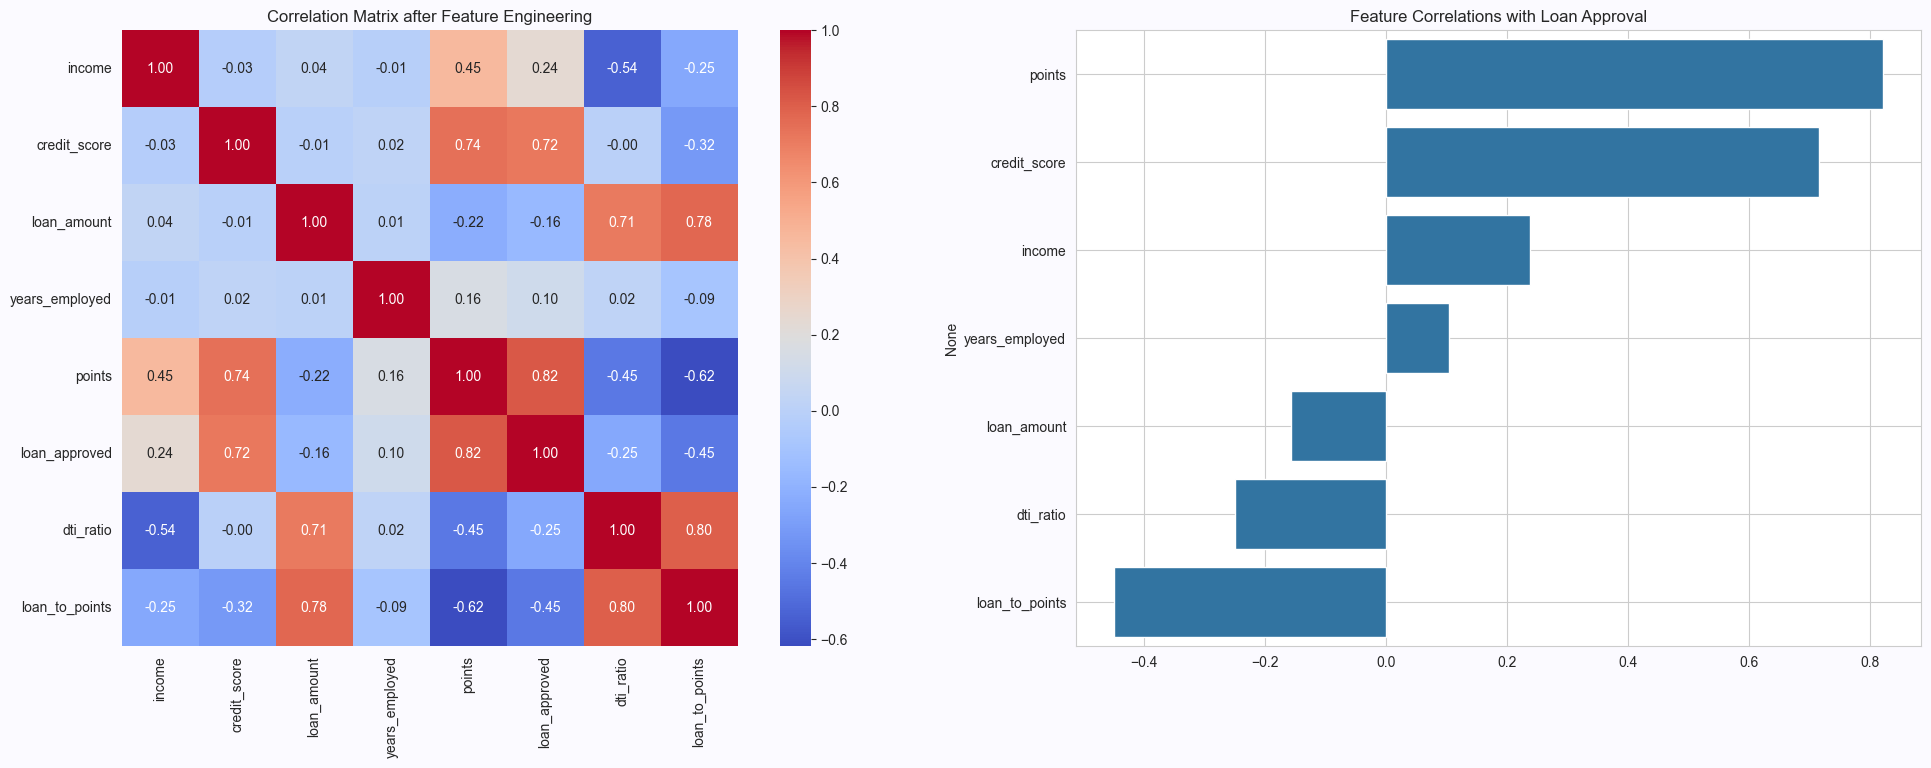 Correlation Matrix after Feature Engineering
income 1.00 -0.03 0.04 -0.01 0.45 0.24 -0.54 -0.25
credit_score -0.03 1.00 -0.01 0.02 0.74 0.72 -0.00 -0.32
loan_amount 0.04 -0.01 1.00 0.01 -0.22 -0.16 0.71 0.78
years_employed -0.01 0.02 0.01 1.00 0.16 0.10 0.02 -0.09
points 0.45 0.74 -0.22 0.16 1.00 0.82 -0.45 -0.62
loan_approved 0.24 0.72 -0.16 0.10 0.82 1.00 -0.25 -0.45
dti_ratio -0.54 -0.00 0.71 0.02 -0.45 -0.25 1.00 0.80
loan_to_points -0.25 -0.32 0.78 -0.09 -0.62 -0.45 0.80 1.00
income
credit_score
loan_amount
years_employed
points
loan_approved
dti_ratio
loan_to_points
1.0
0.8
0.6
0.4
0.2
0.0
−0.2
−0.4
−0.6
Feature Correlations with Loan Approval
None
points
credit_score
income
years_employed
loan_amount
dti_ratio
loan_to_points
−0.4 −0.2 0.0 0.2 0.4 0.6 0.8